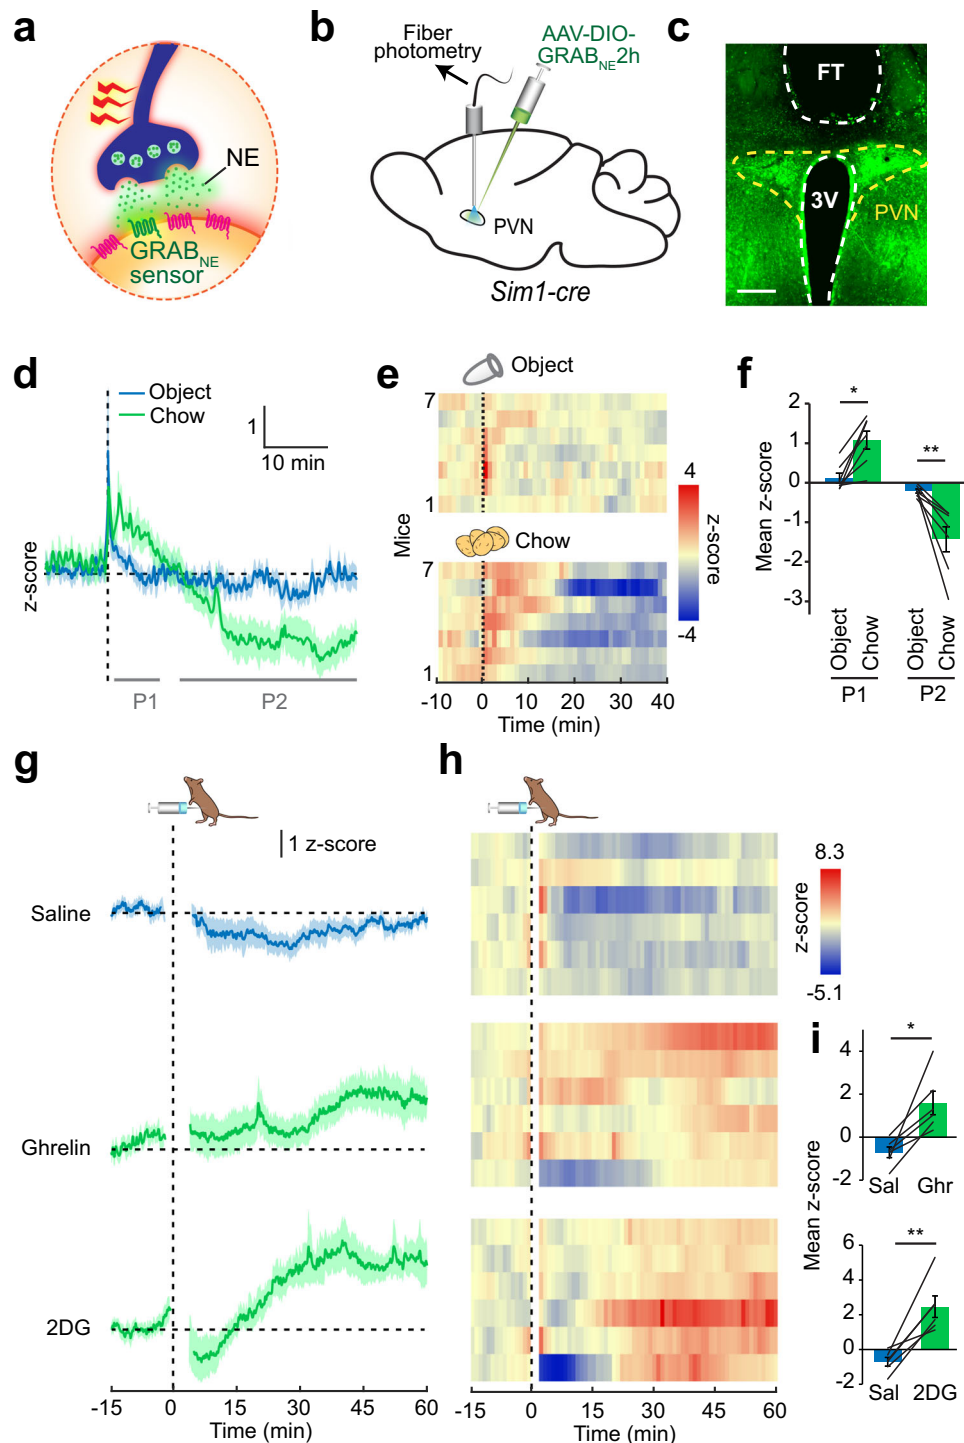 a
NE
GRAB_NE
sensor
b
Fiber
photometry
AAV-DIO-
GRAB_NE2h
PVN
Sim1-cre
c
FT
3V
PVN
d
Object
Chow
1
10 min
z-score
P1
P2
e
Object
7
1
Mice
Chow
7
1
-10 0 10 20 30 40
Time (min)
4
z-score
-4
f
*
**
2
1
0
-1
-2
-3
Mean z-score
Object
Chow
Object
Chow
P1
P2
g
1 z-score
Saline
Ghrelin
2DG
-15 0 15 30 45 60
Time (min)
h
8.3
z-score
-5.1
-15 0 15 30 45 60
Time (min)
i
*
4
2
0
-2
Sal Ghr
Mean z-score
**
6
4
2
0
-2
Sal 2DG